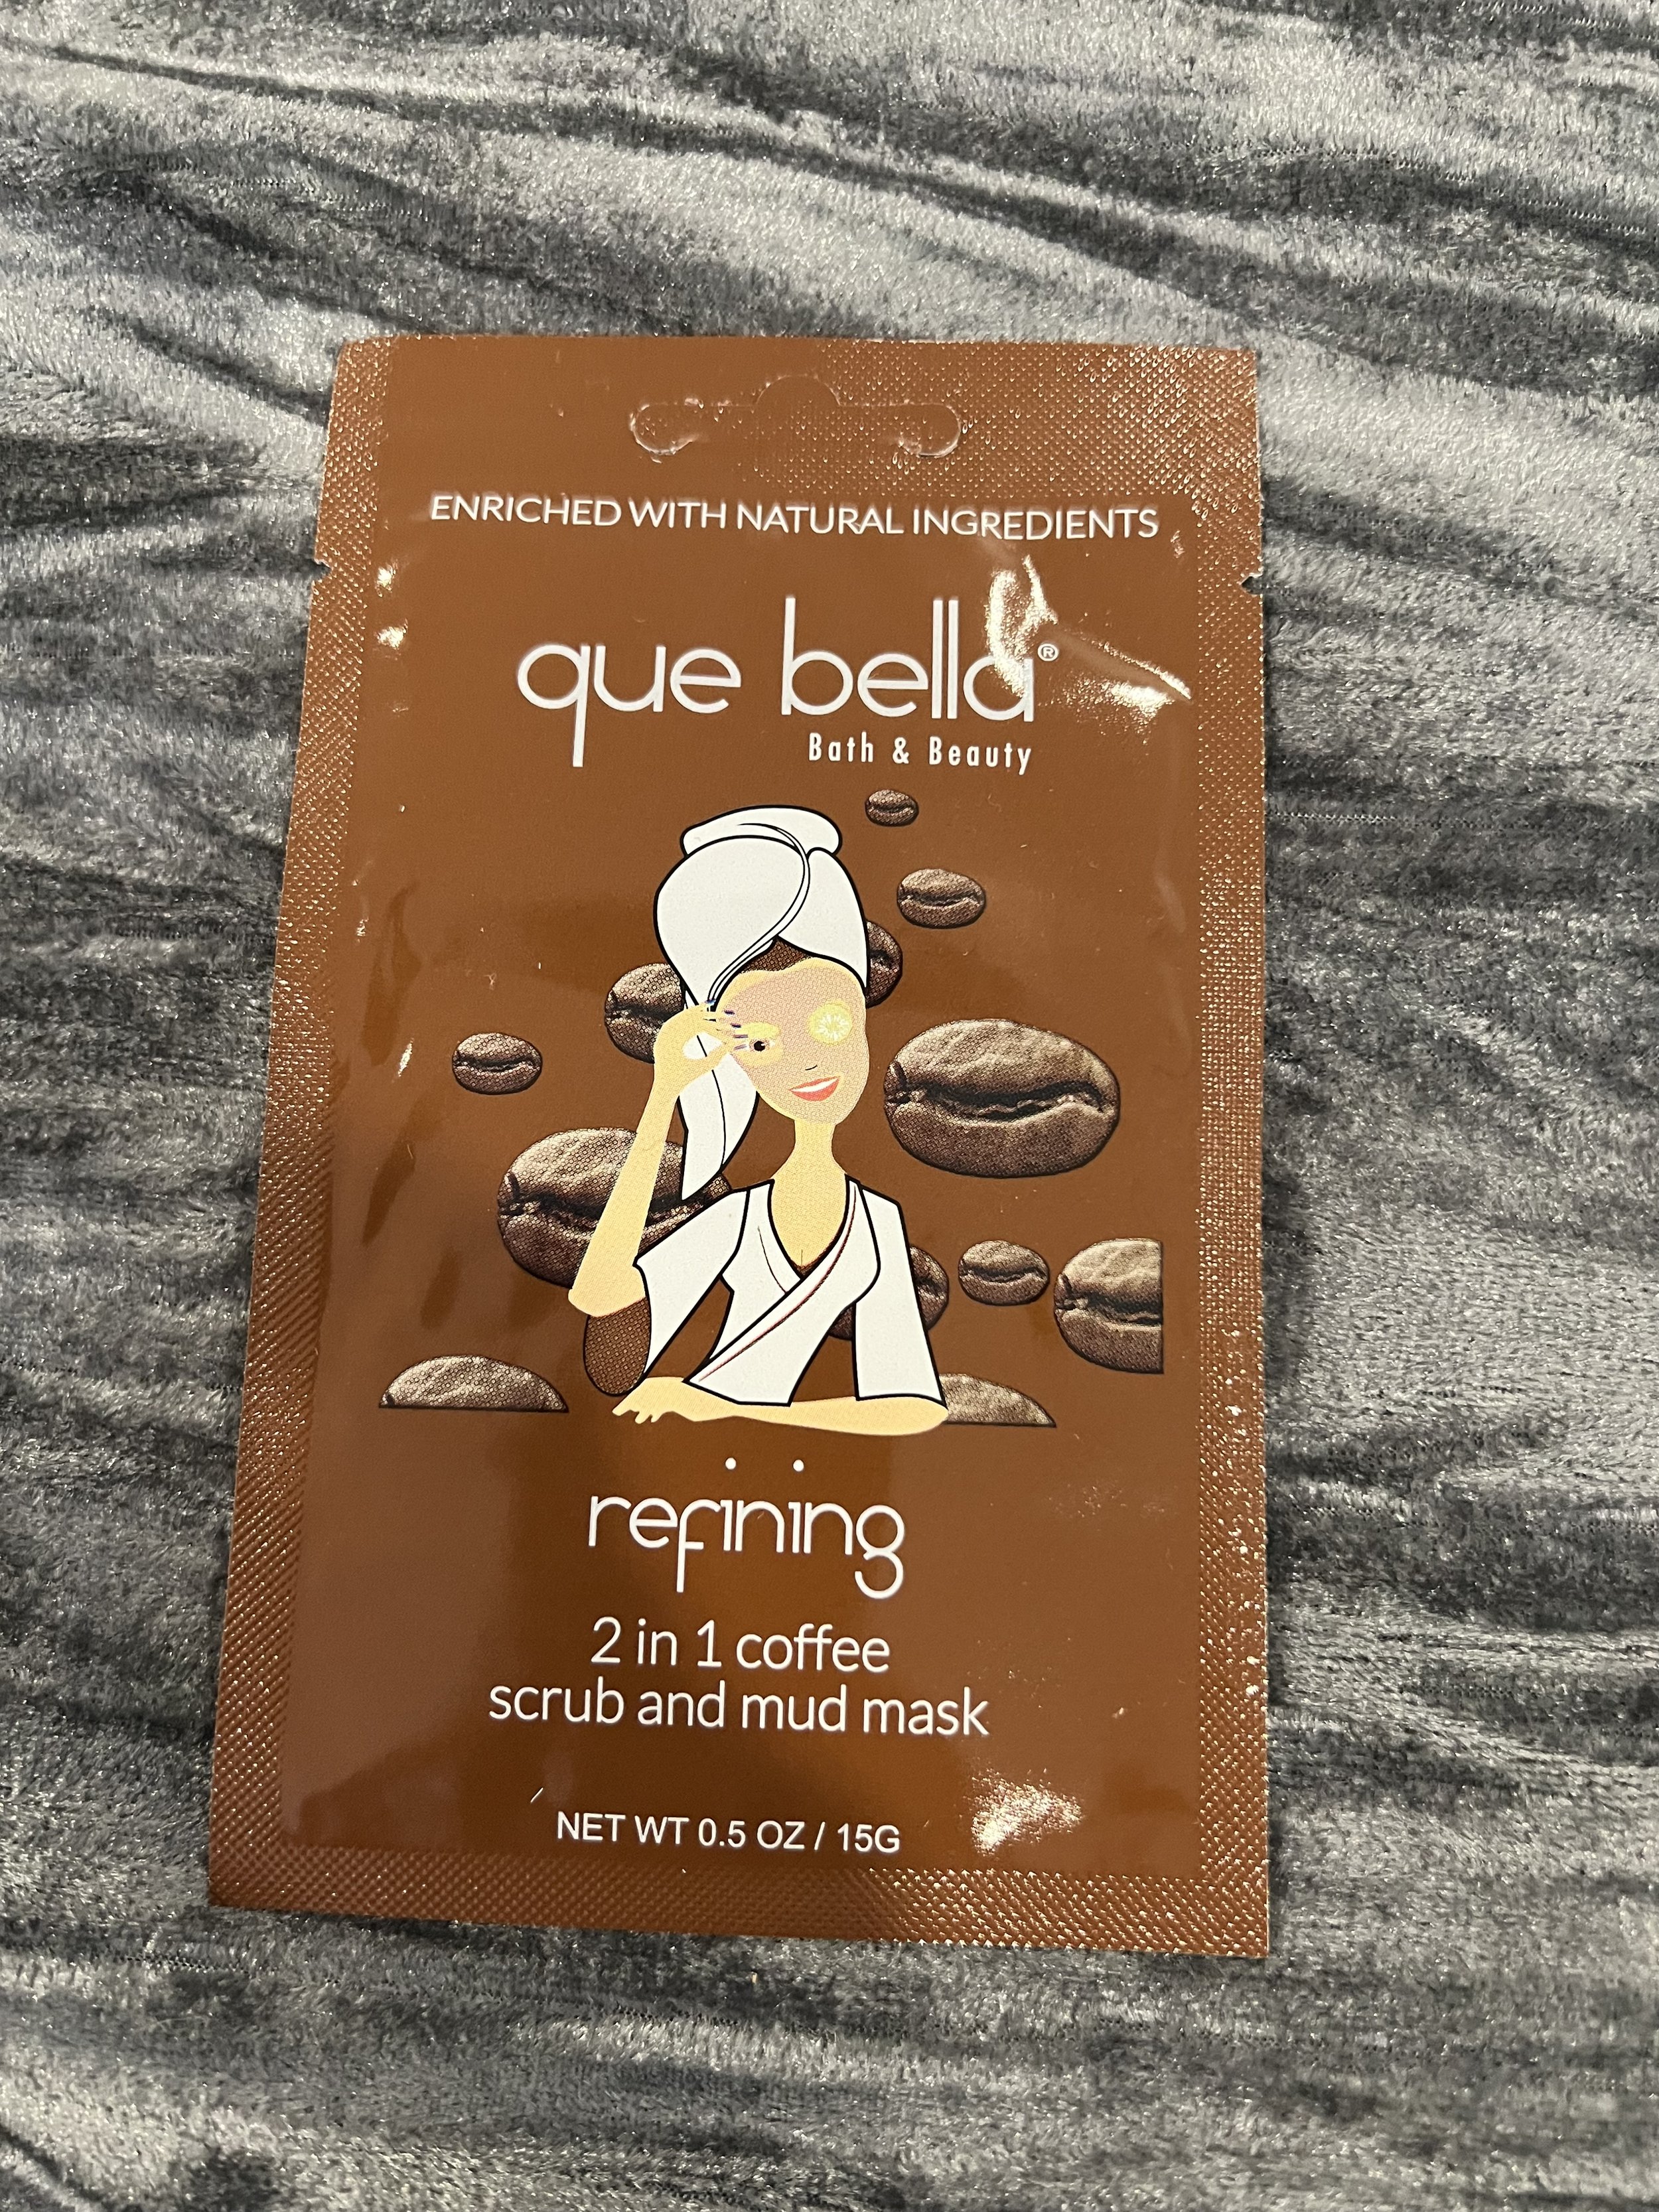 ENRICHED WITH NATURAL INGREDIENTS
que bella®
Bath & Beauty
refining
2 in 1 coffee
scrub and mud mask
NET WT 0.5 OZ / 15G